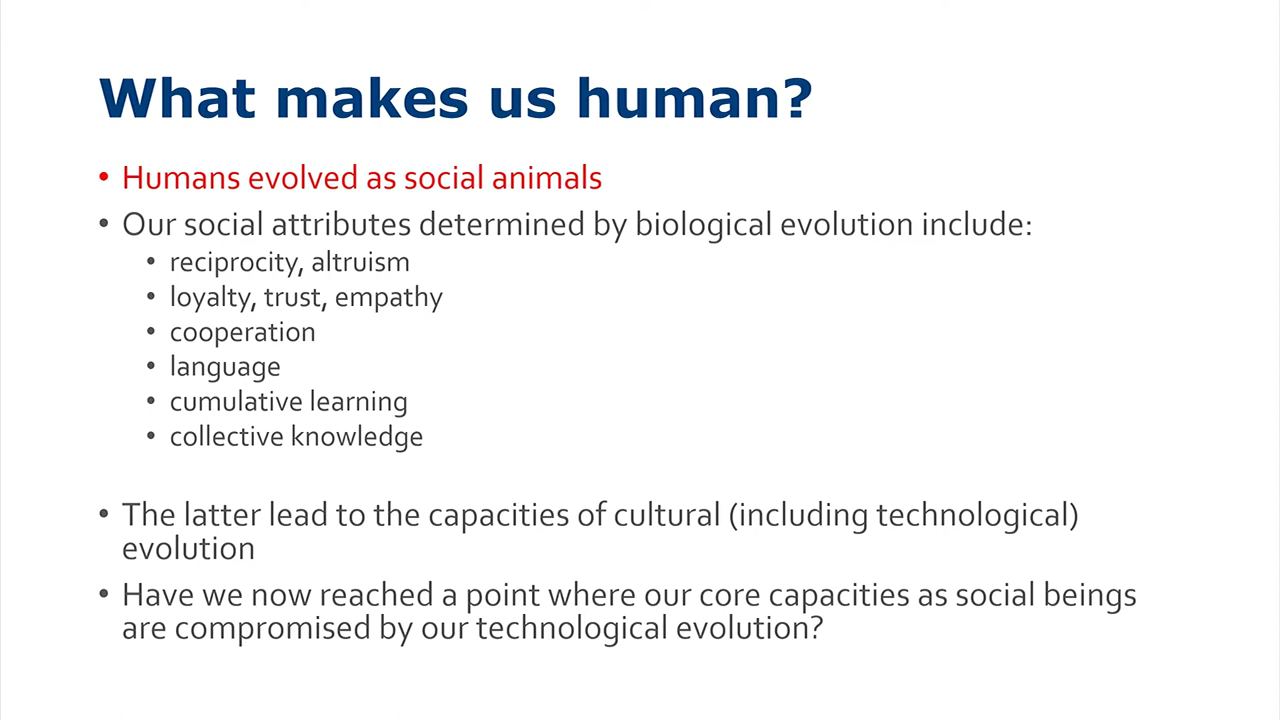 What makes us human?
• Humans evolved as social animals
• Our social attributes determined by biological evolution include:
• reciprocity, altruism
• loyalty, trust, empathy
• cooperation
• language
• cumulative learning
• collective knowledge
• The latter lead to the capacities of cultural (including technological)
evolution
• Have we now reached a point where our core capacities as social beings
are compromised by our technological evolution?